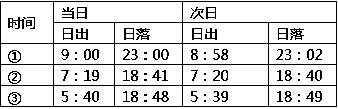 时间 当日 次日
日出 日落 日出 日落
① 9：00 23：00 8：58 23：02
② 7：19 18：41 7：20 18：40
③ 5：40 18：48 5：39 18：49